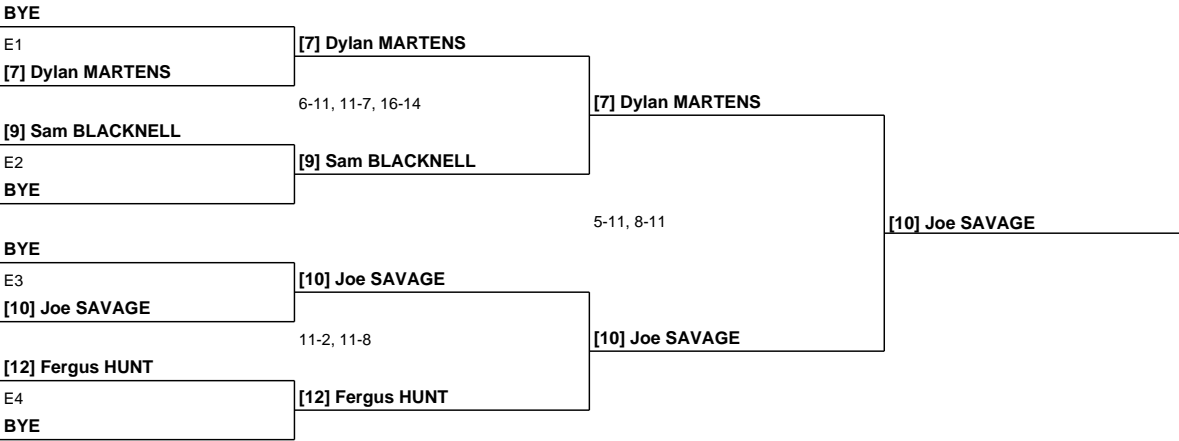 BYE
E1
[7] Dylan MARTENS
[7] Dylan MARTENS
6-11, 11-7, 16-14
[7] Dylan MARTENS
[9] Sam BLACKNELL
E2
[9] Sam BLACKNELL
BYE
5-11, 8-11
[10] Joe SAVAGE
BYE
E3
[10] Joe SAVAGE
[10] Joe SAVAGE
11-2, 11-8
[10] Joe SAVAGE
[12] Fergus HUNT
E4
[12] Fergus HUNT
BYE